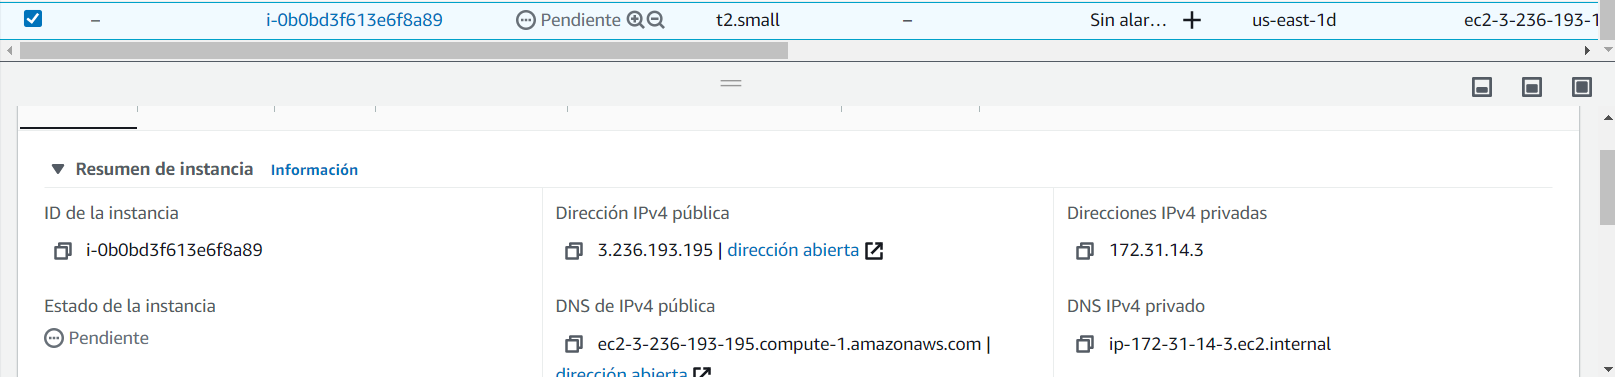 – i-0b0bd3f613e6f8a89 Pendiente t2.small – Sin alar... us-east-1d ec2-3-236-193-1
Resumen de instancia Información
ID de la instancia Dirección IPv4 pública Direcciones IPv4 privadas
i-0b0bd3f613e6f8a89 3.236.193.195 | dirección abierta 172.31.14.3
Estado de la instancia DNS de IPv4 pública DNS IPv4 privado
Pendiente ec2-3-236-193-195.compute-1.amazonaws.com | ip-172-31-14-3.ec2.internal
dirección abierta